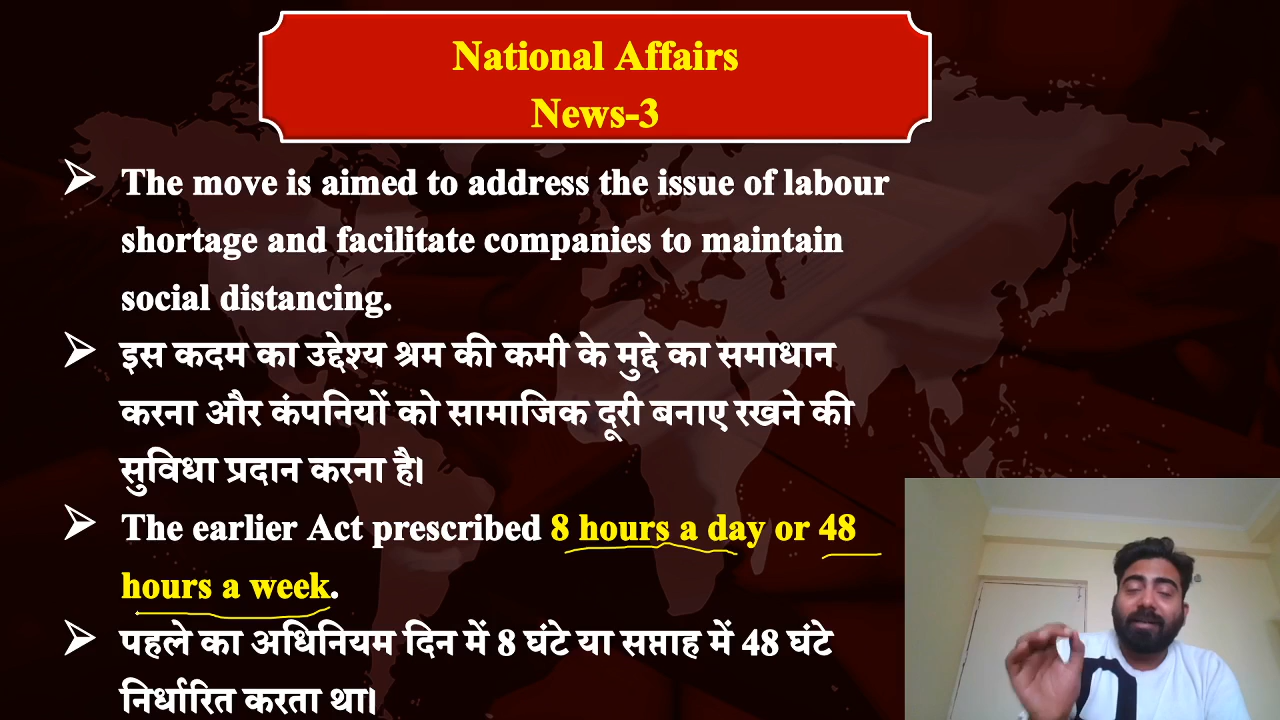 National Affairs
News-3
The move is aimed to address the issue of labour
shortage and facilitate companies to maintain
social distancing.
इस कदम का उद्देश्य श्रम की कमी के मुद्दे का समाधान
करना और कंपनियों को सामाजिक दूरी बनाए रखने की
सुविधा प्रदान करना है।
The earlier Act prescribed 8 hours a day or 48
hours a week.
पहले का अधिनियम दिन में 8 घंटे या सप्ताह में 48 घंटे
निर्धारित करता था।